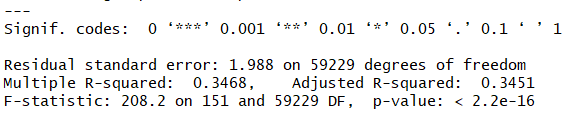 ---
Signif. codes:  0 ‘***’ 0.001 ‘**’ 0.01 ‘*’ 0.05 ‘.’ 0.1 ‘ ’ 1
Residual standard error: 1.988 on 59229 degrees of freedom
Multiple R-squared:  0.3468,    Adjusted R-squared:  0.3451
F-statistic: 208.2 on 151 and 59229 DF,  p-value: < 2.2e-16